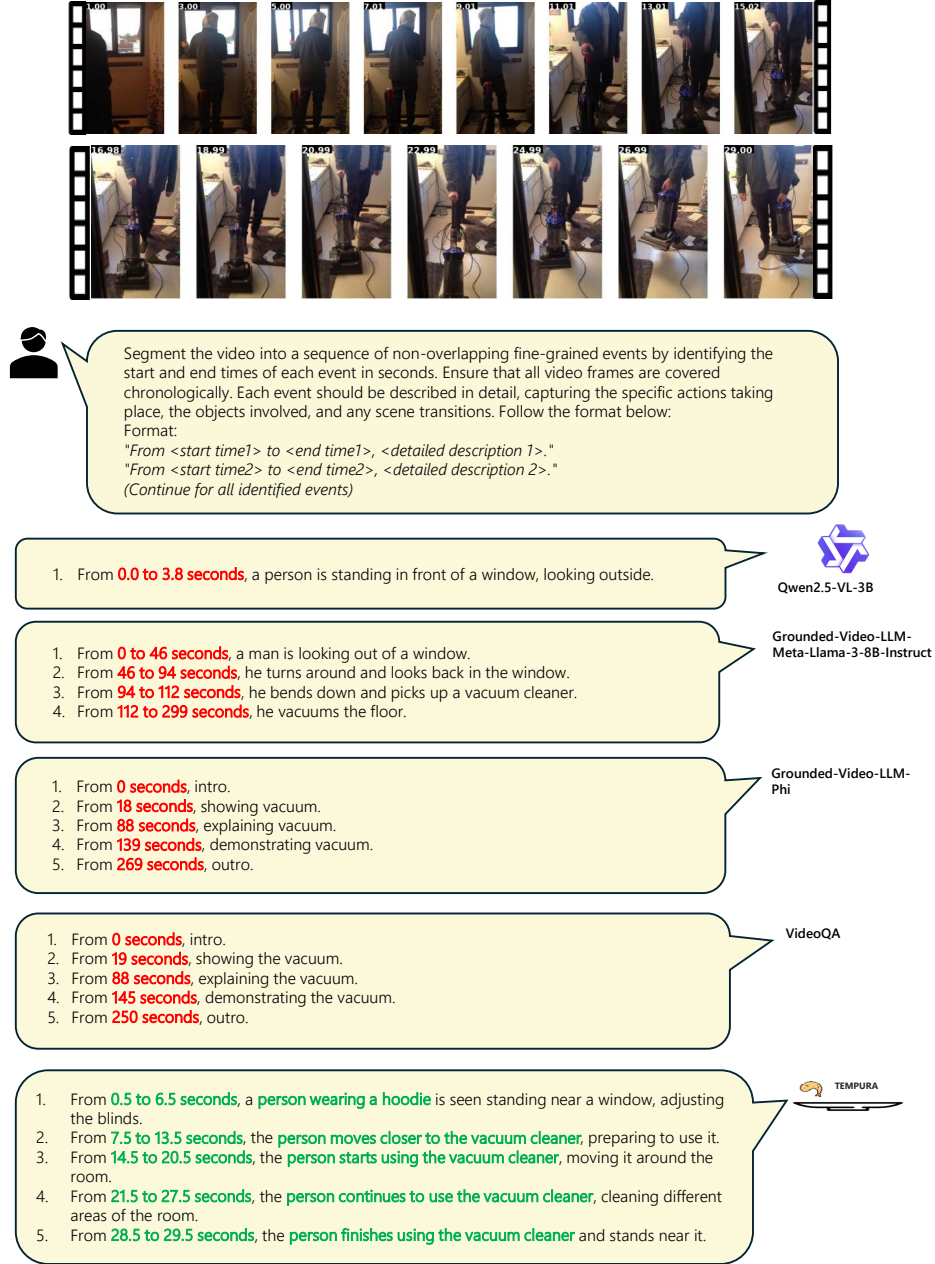 1.00 3.00 5.00 7.01 9.01 11.01 13.01 15.02
16.98 18.99 20.99 22.99 24.99 26.99 29.00
Segment the video into a sequence of non-overlapping fine-grained events by identifying the
start and end times of each event in seconds. Ensure that all video frames are covered
chronologically. Each event should be described in detail, capturing the specific actions taking
place, the objects involved, and any scene transitions. Follow the format below:
Format:
"From <start time1> to <end time1>, <detailed description 1>."
"From <start time2> to <end time2>, <detailed description 2>."
(Continue for all identified events)
1. From 0.0 to 3.8 seconds, a person is standing in front of a window, looking outside.
Qwen2.5-VL-3B
1. From 0 to 46 seconds, a man is looking out of a window.
2. From 46 to 94 seconds, he turns around and looks back in the window.
3. From 94 to 112 seconds, he bends down and picks up a vacuum cleaner.
4. From 112 to 299 seconds, he vacuums the floor.
Grounded-Video-LLM-
Meta-Llama-3-8B-Instruct
1. From 0 seconds, intro.
2. From 18 seconds, showing vacuum.
3. From 88 seconds, explaining vacuum.
4. From 139 seconds, demonstrating vacuum.
5. From 269 seconds, outro.
Grounded-Video-LLM-
Phi
1. From 0 seconds, intro.
2. From 19 seconds, showing the vacuum.
3. From 88 seconds, explaining the vacuum.
4. From 145 seconds, demonstrating the vacuum.
5. From 250 seconds, outro.
VideoQA
1. From 0.5 to 6.5 seconds, a person wearing a hoodie is seen standing near a window, adjusting
the blinds.
2. From 7.5 to 13.5 seconds, the person moves closer to the vacuum cleaner, preparing to use it.
3. From 14.5 to 20.5 seconds, the person starts using the vacuum cleaner, moving it around the
room.
4. From 21.5 to 27.5 seconds, the person continues to use the vacuum cleaner, cleaning different
areas of the room.
5. From 28.5 to 29.5 seconds, the person finishes using the vacuum cleaner and stands near it.
TEMPURA